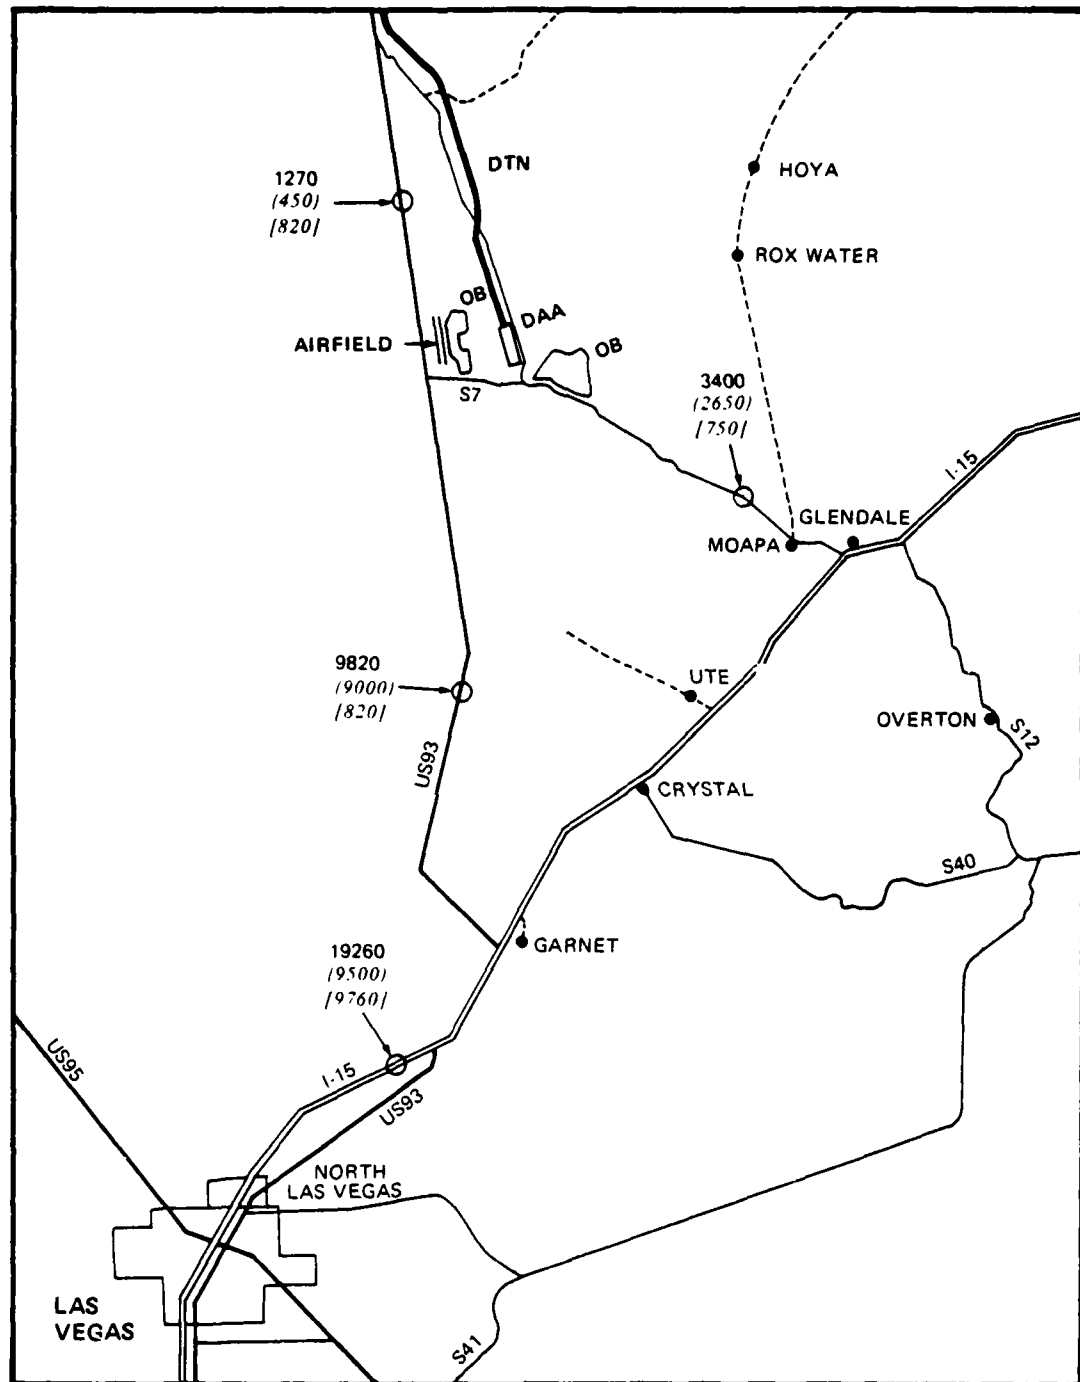 DTN
HOYA
1270
(450)
[820]
ROX WATER
OB
DAA
AIRFIELD
OB
S7
3400
(2650)
[750]
I-15
GLENDALE
MOAPA
9820
(9000)
[820]
UTE
OVERTON
S12
US93
CRYSTAL
S40
GARNET
19260
(9500)
[9760]
US95
I-15
US93
NORTH
LAS VEGAS
LAS
VEGAS
S41